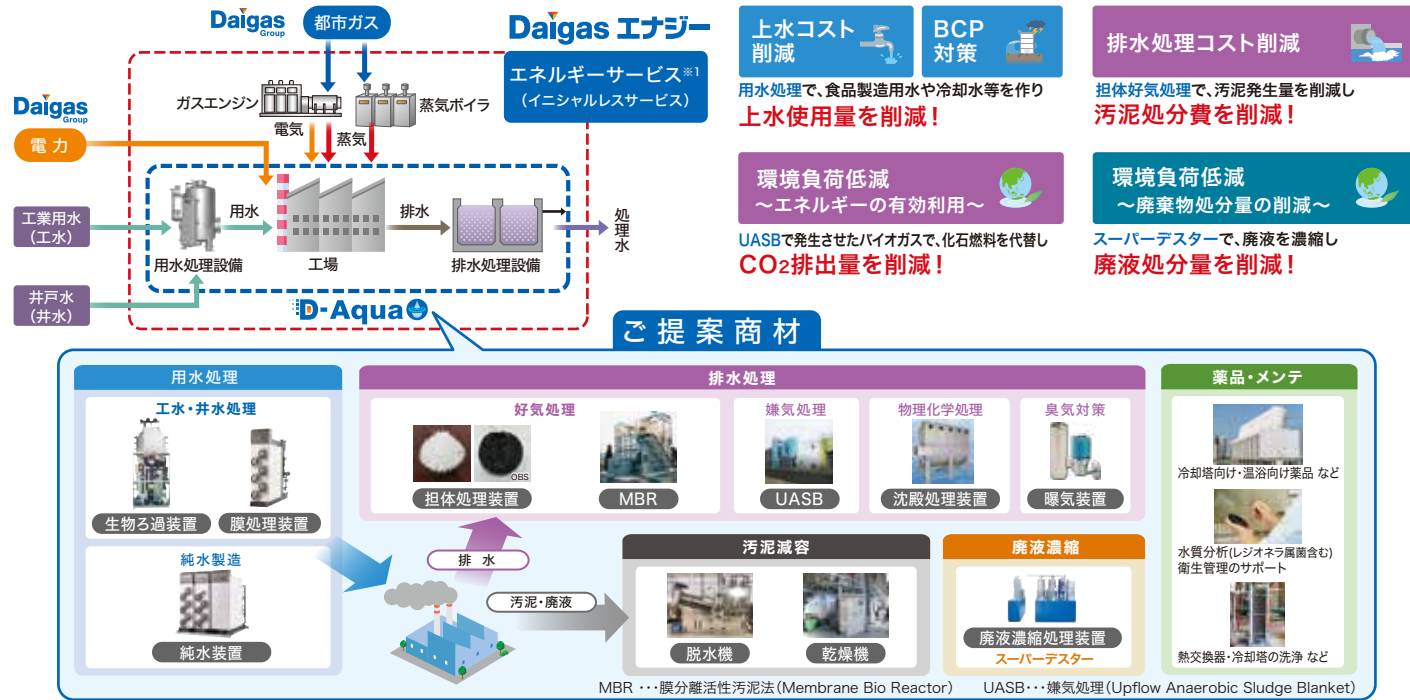 Daigas
Group
都市ガス
Daigas エナジー
エネルギーサービス※1
（イニシャルレスサービス）
ガスエンジン
蒸気ボイラ
電気
蒸気
Daigas
Group
電力
工業用水
（工水）
井戸水
（井水）
用水
排水
処理水
用水処理設備
工場
排水処理設備
D-Aqua
上水コスト
削減
BCP
対策
用水処理で、食品製造用水や冷却水等を作り
上水使用量を削減！
排水処理コスト削減
担体好気処理で、汚泥発生量を削減し
汚泥処分費を削減！
環境負荷低減
～エネルギーの有効利用～
UASBで発生させたバイオガスで、化石燃料を代替し
CO2排出量を削減！
環境負荷低減
～廃棄物処分量の削減～
スーパーデスターで、廃液を濃縮し
廃液処分量を削減！
ご提案商材
用水処理
工水・井水処理
生物ろ過装置
膜処理装置
純水製造
純水装置
排水処理
好気処理
OBS
担体処理装置
MBR
嫌気処理
UASB
物理化学処理
沈殿処理装置
臭気対策
曝気装置
排水
汚泥・廃液
汚泥減容
脱水機
乾燥機
廃液濃縮
廃液濃縮処理装置
スーパーデスター
薬品・メンテ
冷却塔向け・温浴向け薬品 など
水質分析(レジオネラ属菌含む)
衛生管理のサポート
熱交換器・冷却塔の洗浄 など
MBR ･･･膜分離活性汚泥法(Membrane Bio Reactor)
UASB･･･嫌気処理(Upflow Anaerobic Sludge Blanket)